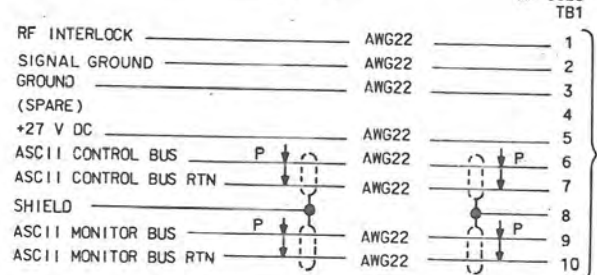 TB1
RF INTERLOCK AWG22 1
SIGNAL GROUND AWG22 2
GROUND AWG22 3
(SPARE) 4
+27 V DC AWG22 5
ASCII CONTROL BUS P AWG22 P 6
ASCII CONTROL BUS RTN AWG22 7
SHIELD 8
ASCII MONITOR BUS P AWG22 P 9
ASCII MONITOR BUS RTN AWG22 10